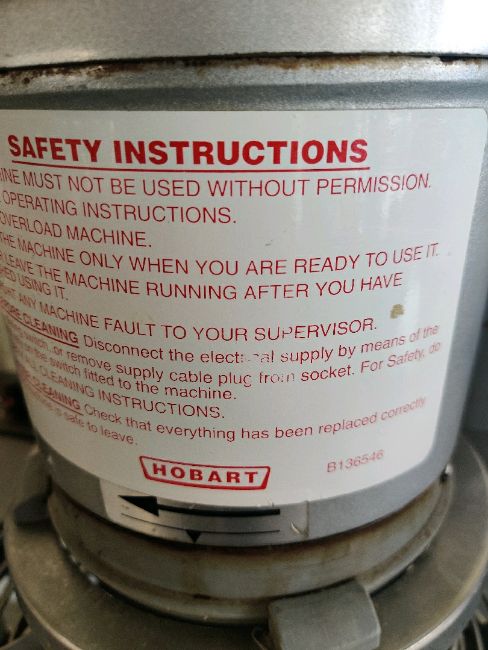 SAFETY INSTRUCTIONS
MUST NOT BE USED WITHOUT PERMISSION.
OPERATING INSTRUCTIONS.
OVERLOAD MACHINE.
THE MACHINE ONLY WHEN YOU ARE READY TO USE IT.
LEAVE THE MACHINE RUNNING AFTER YOU HAVE
USING IT.
ANY MACHINE FAULT TO YOUR SUPERVISOR.
CLEANING Disconnect the electrical supply by means of the
switch or remove supply cable plug from socket. For Safety, do
the switch fitted to the machine.
CLEANING INSTRUCTIONS.
CLEANING Check that everything has been replaced correctly
is safe to leave.
HOBART
B136546